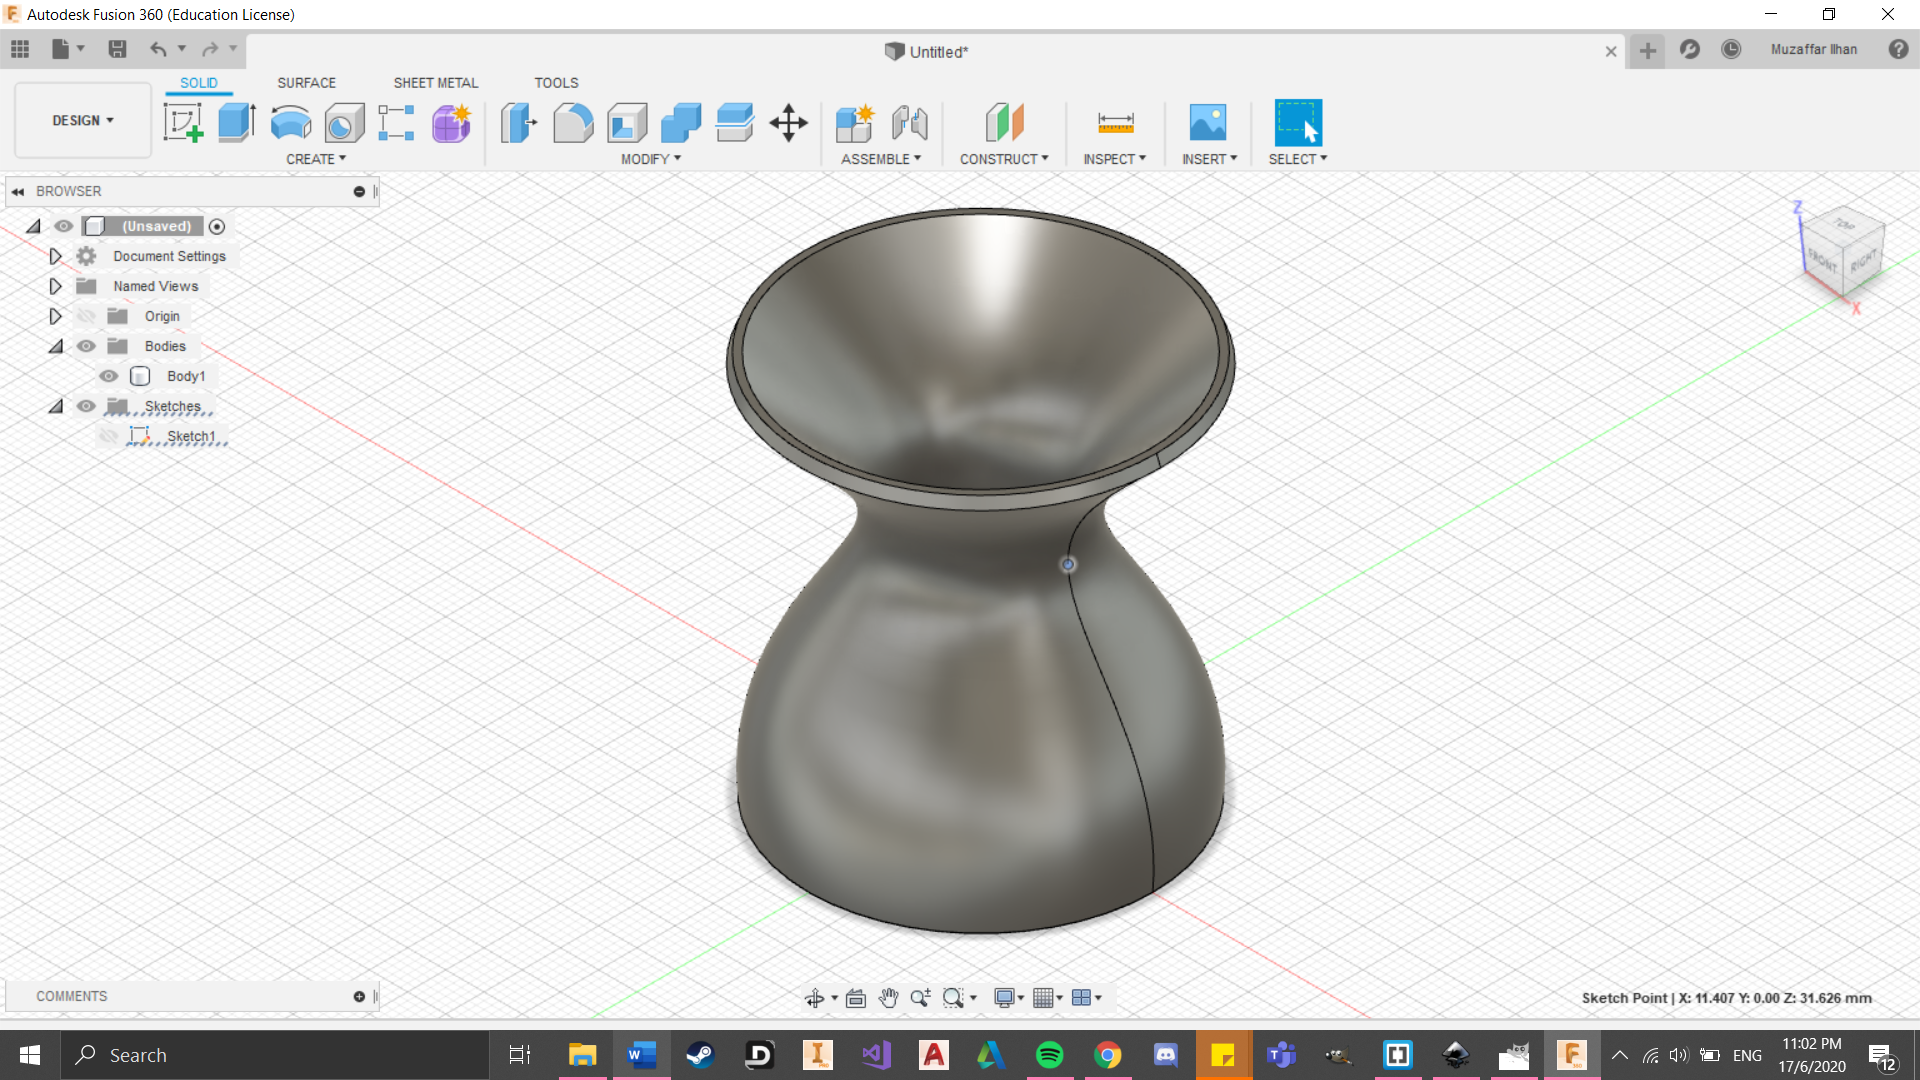 Autodesk Fusion 360 (Education License)
Untitled*
Muzaffar Ilhan
SOLID SURFACE SHEET METAL TOOLS
DESIGN
CREATE MODIFY ASSEMBLE CONSTRUCT INSPECT INSERT SELECT
BROWSER
(Unsaved)
Document Settings
Named Views
Origin
Bodies
Body1
Sketches
Sketch1
Z
TOP
FRONT RIGHT
X
COMMENTS
Sketch Point | X: 11.407 Y: 0.00 Z: 31.626 mm
Search
ENG
11:02 PM
17/6/2020
12